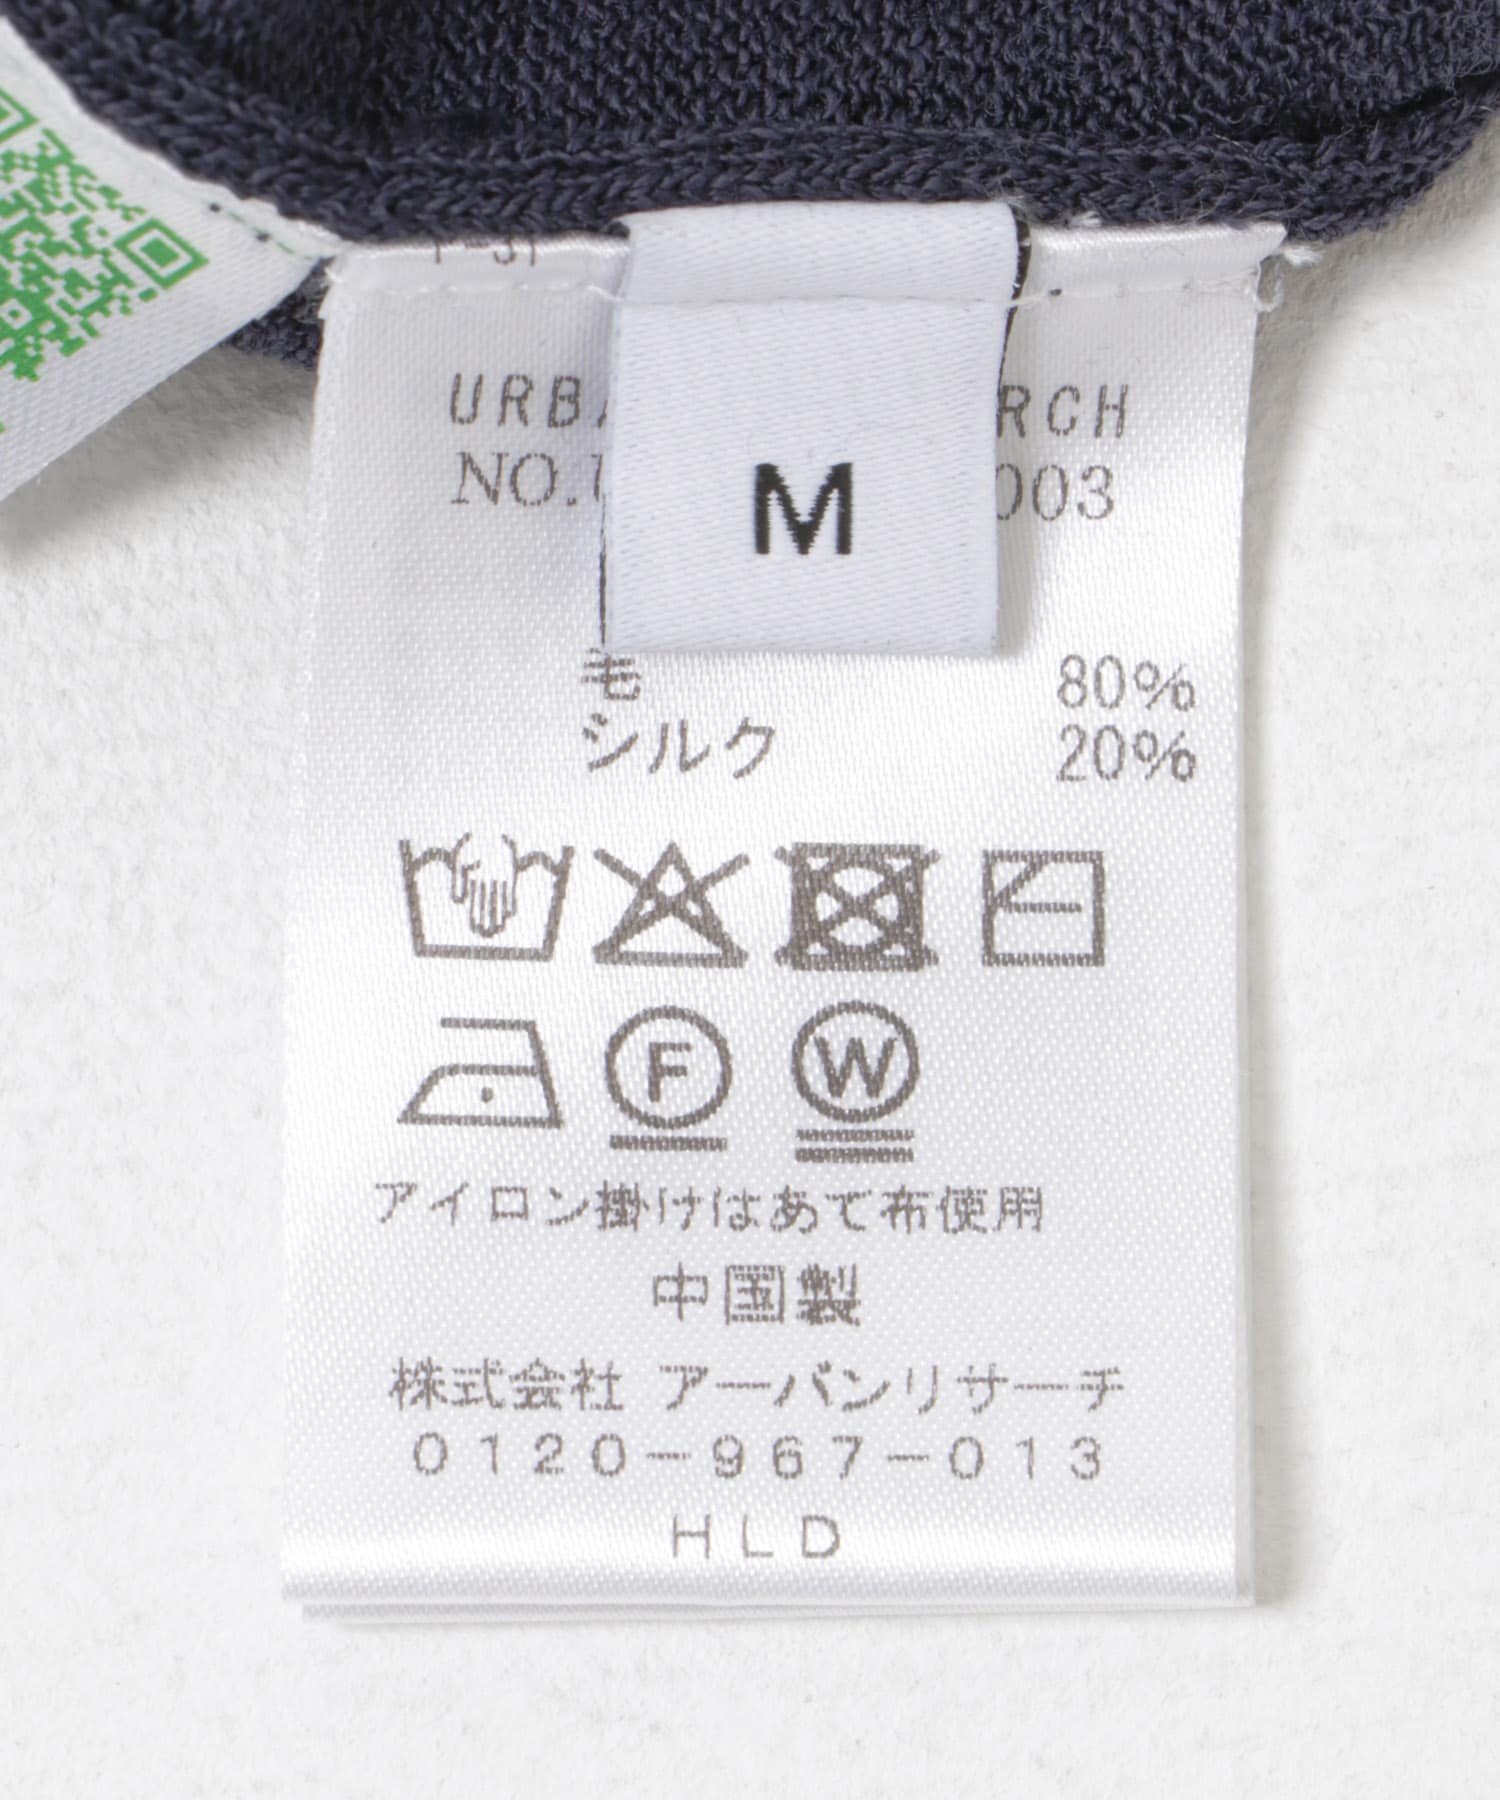 URBA RCH
NO. 003
M
毛 80%
シルク 20%
F W
アイロン掛けはあて布使用
中国製
株式会社 アーバンリサーチ
0120-967-013
HLD